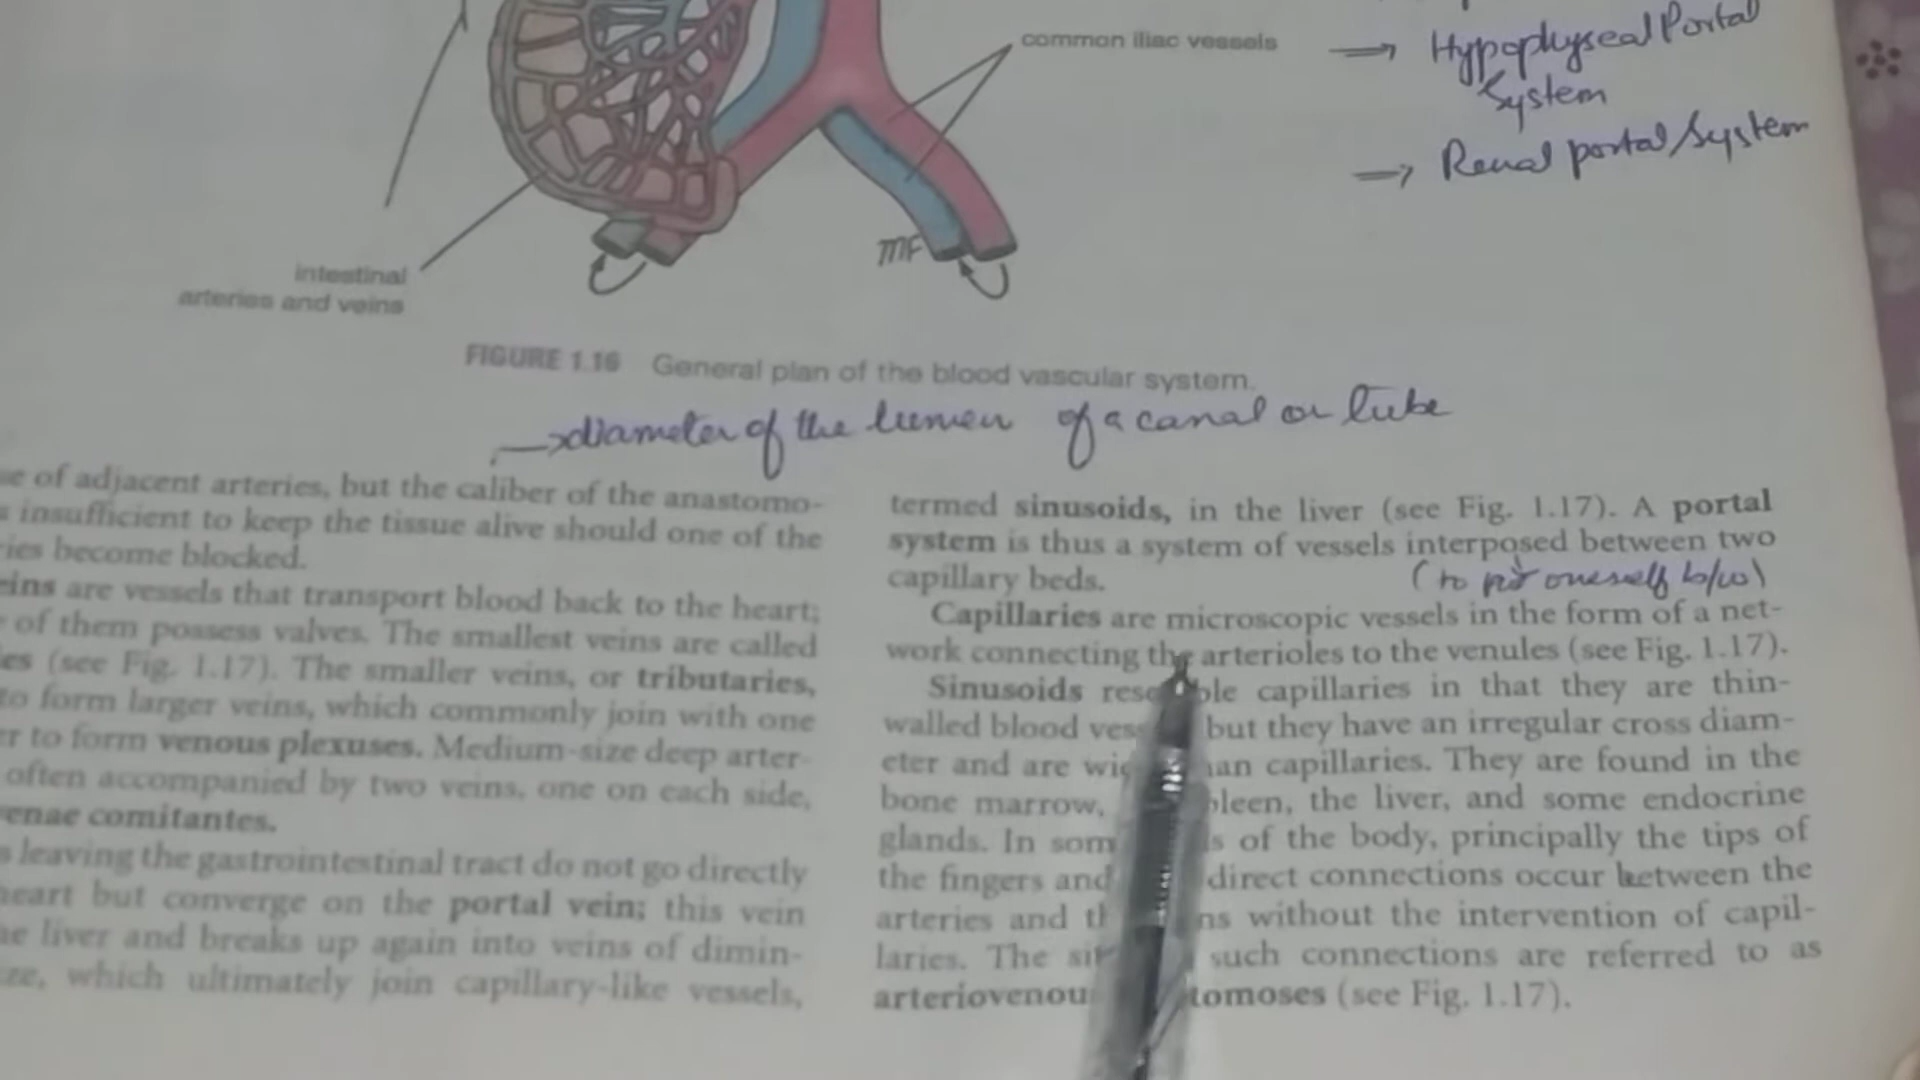 common iliac vessels
→ Hypophyseal Portal
System
→ Renal portal System
MF
intestinal
arteries and veins
FIGURE 1.16 General plan of the blood vascular system.
→ diameter of the lumen of a canal or tube
of adjacent arteries, but the caliber of the anastomo-
insufficient to keep the tissue alive should one of the
become blocked.
are vessels that transport blood back to the heart;
of them possess valves. The smallest veins are called
(see Fig. 1.17). The smaller veins, or tributaries,
to form larger veins, which commonly join with one
to form venous plexuses. Medium-size deep arter-
often accompanied by two veins, one on each side,
comitantes.
leaving the gastrointestinal tract do not go directly
but converge on the portal vein; this vein
liver and breaks up again into veins of dimin-
which ultimately join capillary-like vessels,
termed sinusoids, in the liver (see Fig. 1.17). A portal
system is thus a system of vessels interposed between two
capillary beds.
(to put oneself b/w)
Capillaries are microscopic vessels in the form of a net-
work connecting the arterioles to the venules (see Fig. 1.17).
Sinusoids capillaries in that they are thin-
walled blood but they have an irregular cross diam-
eter and are capillaries. They are found in the
bone marrow, the liver, and some endocrine
glands. In of the body, principally the tips of
the fingers and direct connections occur between the
arteries and without the intervention of capil-
laries. The such connections are referred to as
(see Fig. 1.17).